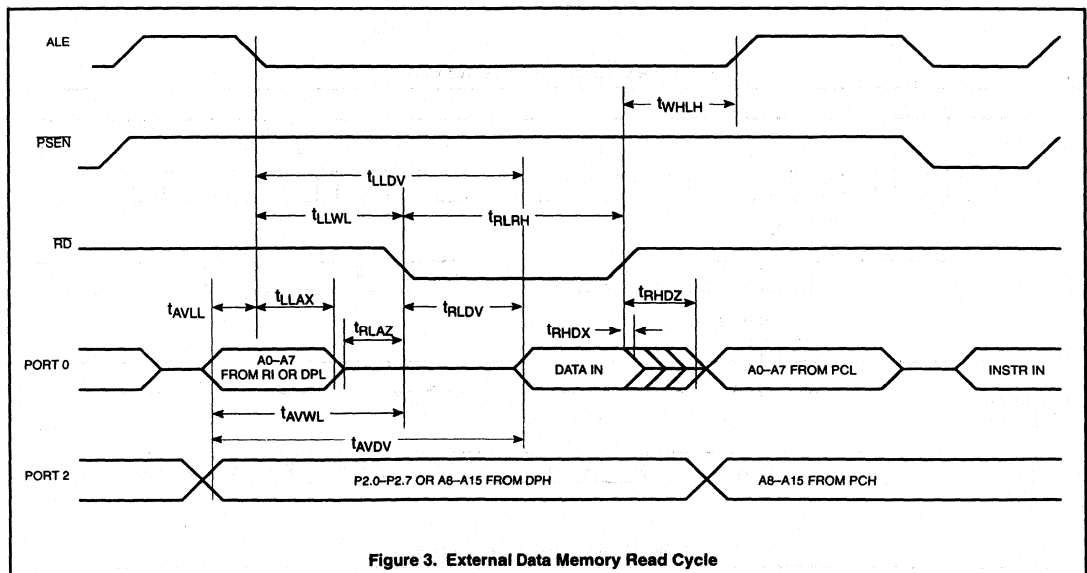 ALE
tWHLH
PSEN
tLLDV
tLLWL
tRLRH
RD
tAVLL
tLLAX
tRLAZ
tRLDV
tRHDZ
tRHDX
PORT 0
A0–A7
FROM RI OR DPL
DATA IN
A0–A7 FROM PCL
INSTR IN
tAVWL
tAVDV
PORT 2
P2.0–P2.7 OR A8–A15 FROM DPH
A8–A15 FROM PCH
Figure 3. External Data Memory Read Cycle